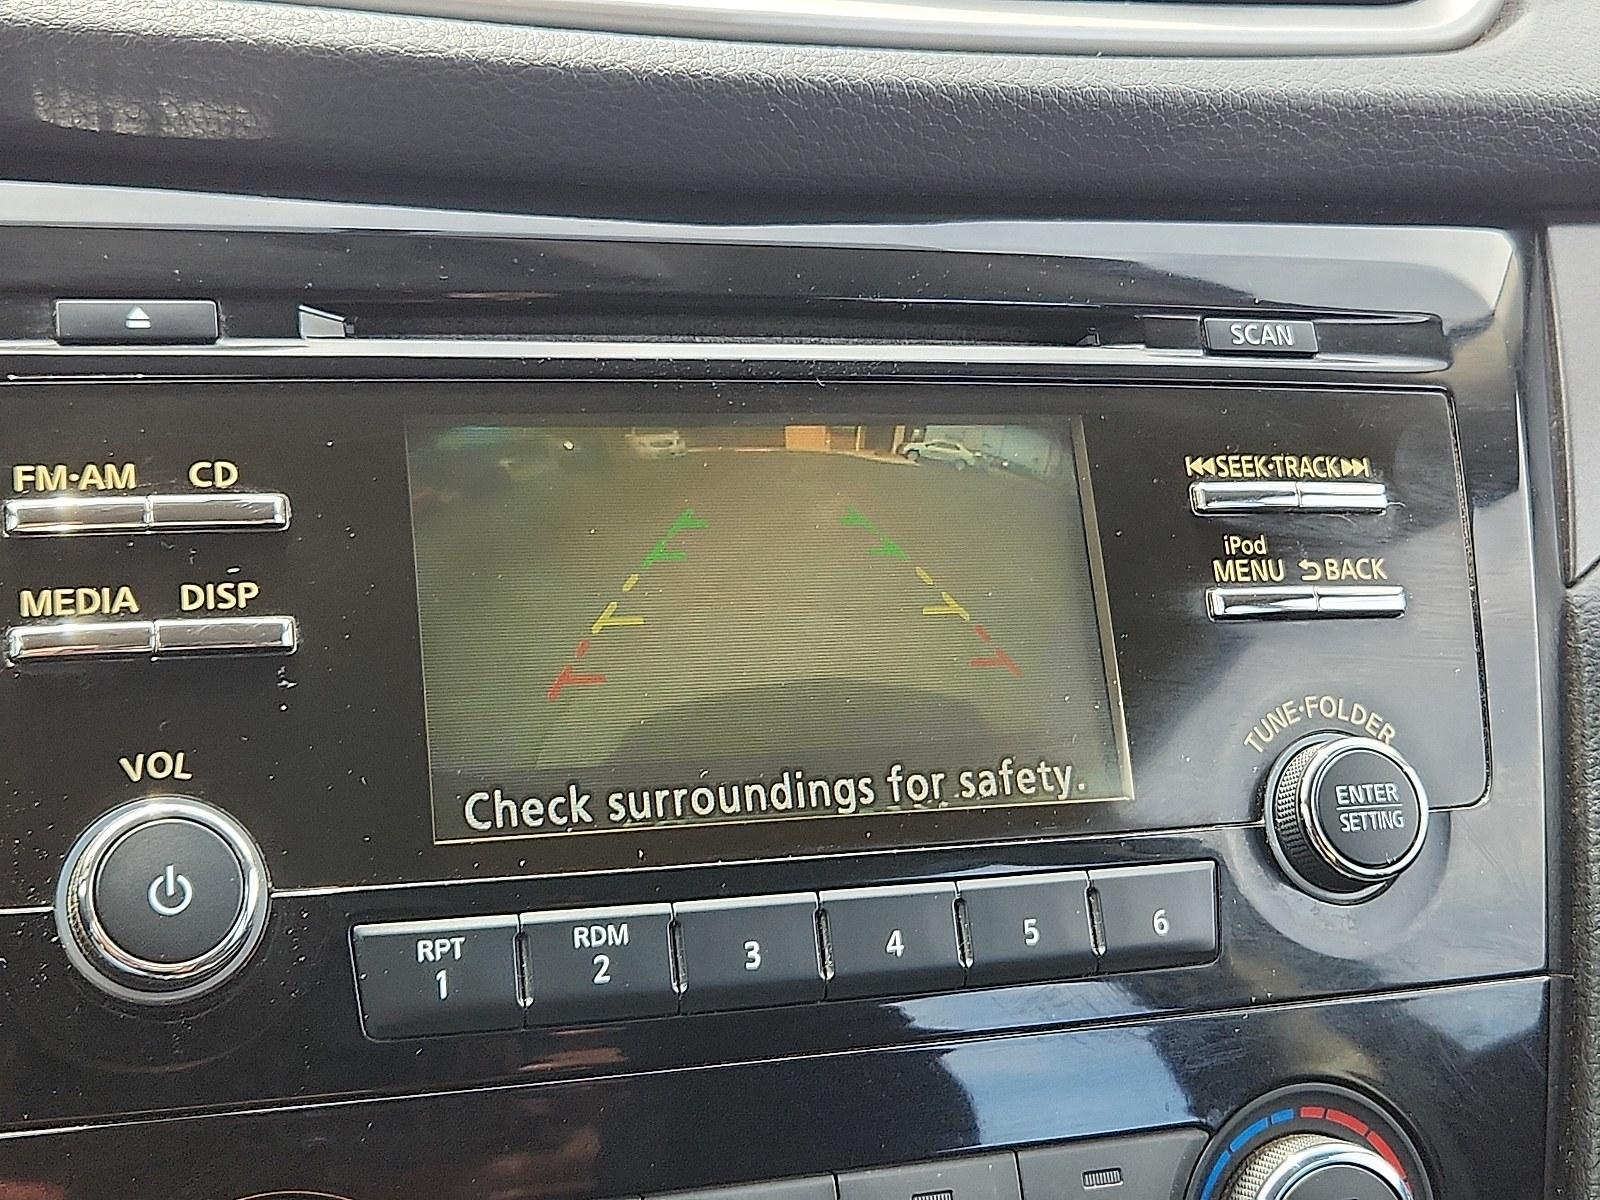 SCAN
FM·AM CD
SEEK·TRACK
iPod
MENU BACK
MEDIA DISP
TUNE·FOLDER
VOL
Check surroundings for safety.
ENTER
SETTING
RPT
1
RDM
2
3
4
5
6